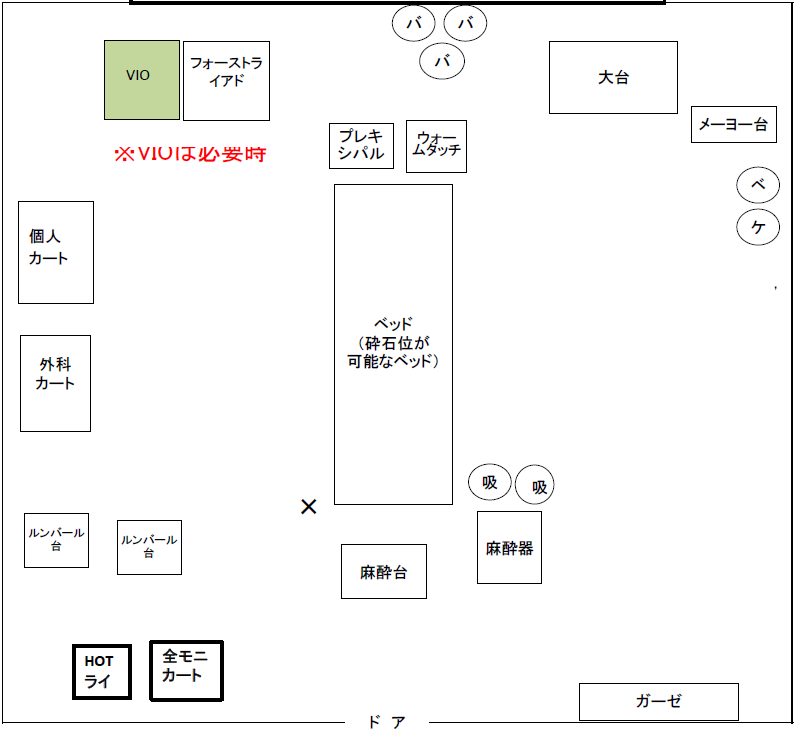 バ
バ
バ
VIO
フォーストラ
イアド
大台
メーヨー台
プレキ
シパル
ウォー
ムタッチ
※VIOは必要時
ベ
ケ
個人
カート
ベッド
（砕石位が
可能なベッド）
外科
カート
吸
吸
×
ルンバール
台
ルンバール
台
麻酔器
麻酔台
HOT
ライ
全モニ
カート
ガーゼ
ドア